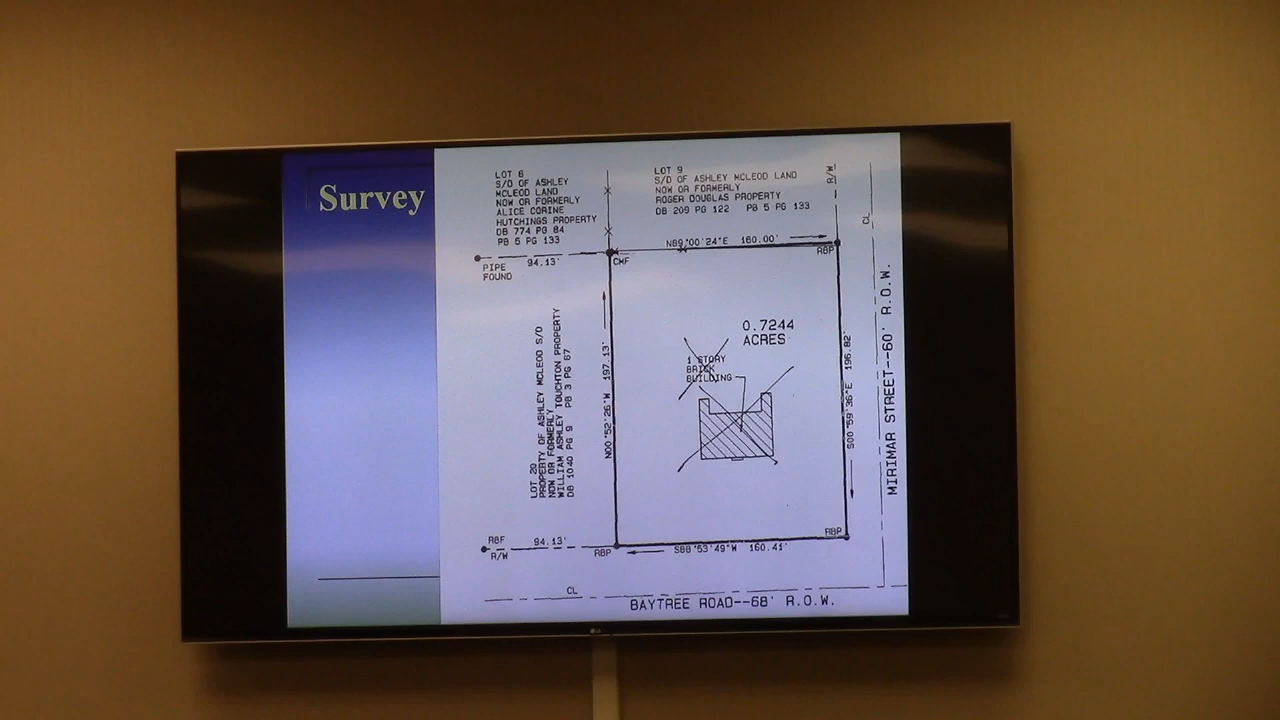 Survey
LOT 6
S/D OF ASHLEY
MCLEOD LAND
NOW OR FORMERLY
ALICE CORINE
HUTCHINGS PROPERTY
DB 774 PG 84
PB 5 PG 133
LOT 9
S/D OF ASHLEY MCLEOD LAND
NOW OR FORMERLY
ROGER DOUGLAS PROPERTY
DB 209 PG 122 PB 5 PG 133
R/W
CL
N89°00'24"E 160.00'
RBP
PIPE
FOUND
94.13'
CMF
0.7244
ACRES
1 STORY
BRICK
BUILDING
N00°52'26"W 197.13'
S00°59'36"E 196.82'
MIRIMAR STREET--60' R.O.W.
LOT 20
PROPERTY OF ASHLEY MCLEOD S/D
NOW OR FORMERLY
WILLIAM ASHLEY TOUCHTON PROPERTY
DB 1040 PG 9 PB 3 PG 67
RBF
R/W
94.13'
RBP
S88°53'49"W 160.41'
RBP
CL
BAYTREE ROAD--68' R.O.W.
LG